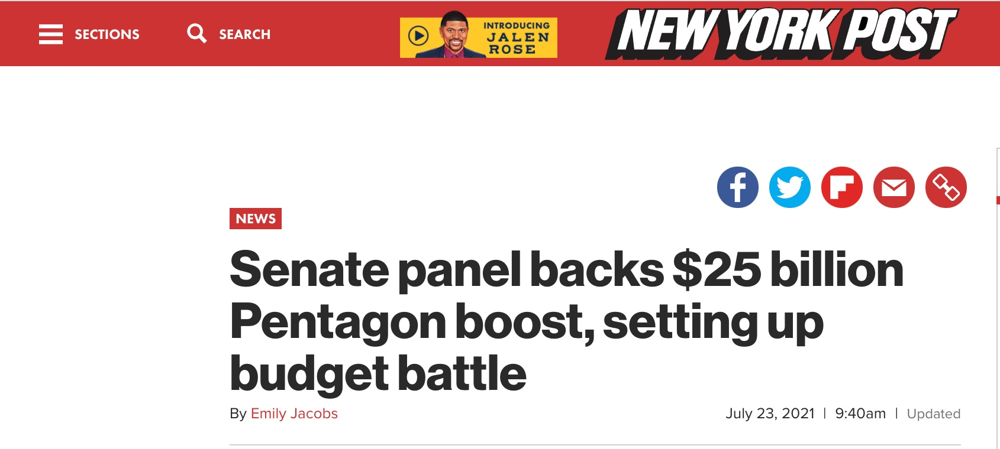 SECTIONS
SEARCH
INTRODUCING
JALEN
ROSE
NEW YORK POST
NEWS
Senate panel backs $25 billion
Pentagon boost, setting up
budget battle
By Emily Jacobs
July 23, 2021 | 9:40am | Updated